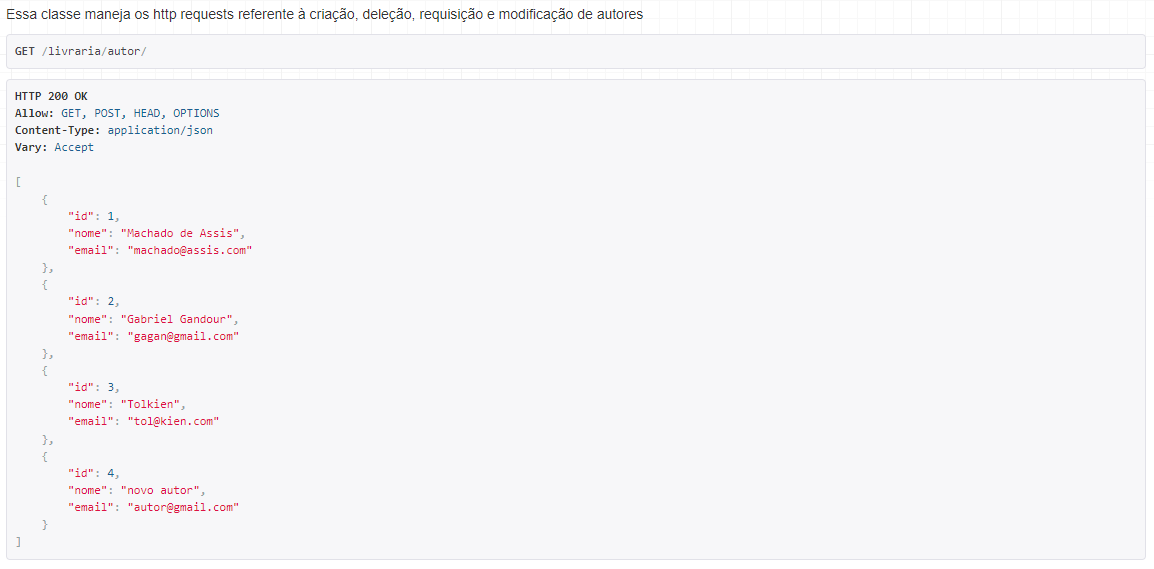 Essa classe maneja os http requests referente à criação, deleção, requisição e modificação de autores
GET /livraria/autor/
HTTP 200 OK
Allow: GET, POST, HEAD, OPTIONS
Content-Type: application/json
Vary: Accept
[
    {
        "id": 1,
        "nome": "Machado de Assis",
        "email": "machado@assis.com"
    },
    {
        "id": 2,
        "nome": "Gabriel Gandour",
        "email": "gagan@gmail.com"
    },
    {
        "id": 3,
        "nome": "Tolkien",
        "email": "tol@kien.com"
    },
    {
        "id": 4,
        "nome": "novo autor",
        "email": "autor@gmail.com"
    }
]